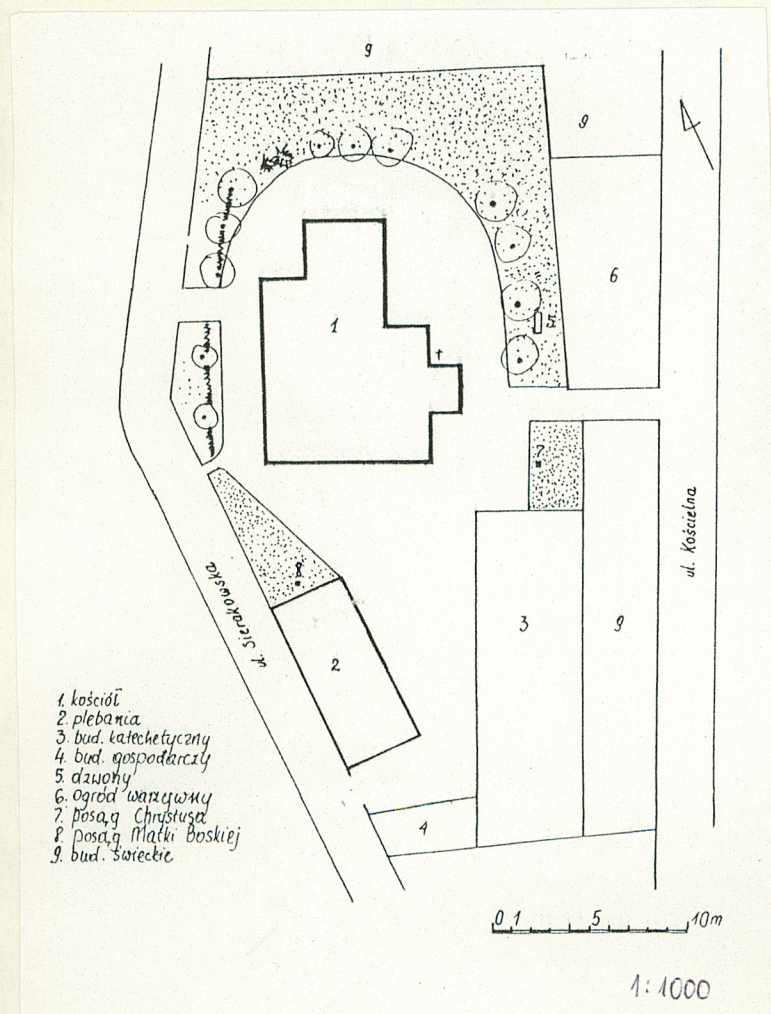 9
9
6
1
5
7
ul. Kościelna
8
ul. Sierakowska
3
9
2
1. kościół
2. plebania
3. bud. katechetyczny
4. bud. gospodarczy
5. dzwony
6. ogród warzywny
7. posąg Chrystusa
8. posąg Matki Boskiej
9. bud. świeckie
4
0 1 5 10m
1:1000